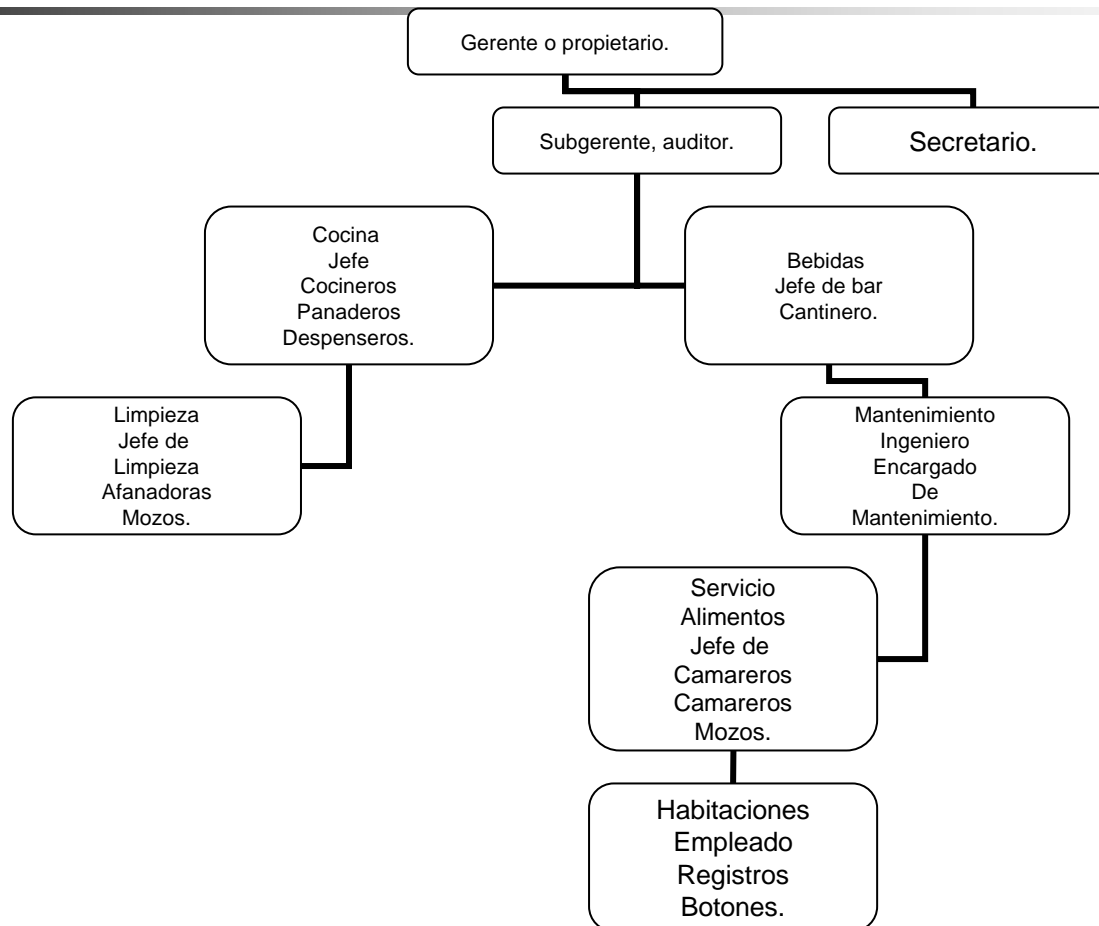 Gerente o propietario.
Subgerente, auditor.
Secretario.
Cocina
Jefe
Cocineros
Panaderos
Despenseros.
Bebidas
Jefe de bar
Cantinero.
Limpieza
Jefe de
Limpieza
Afanadoras
Mozos.
Mantenimiento
Ingeniero
Encargado
De
Mantenimiento.
Servicio
Alimentos
Jefe de
Camareros
Camareros
Mozos.
Habitaciones
Empleado
Registros
Botones.